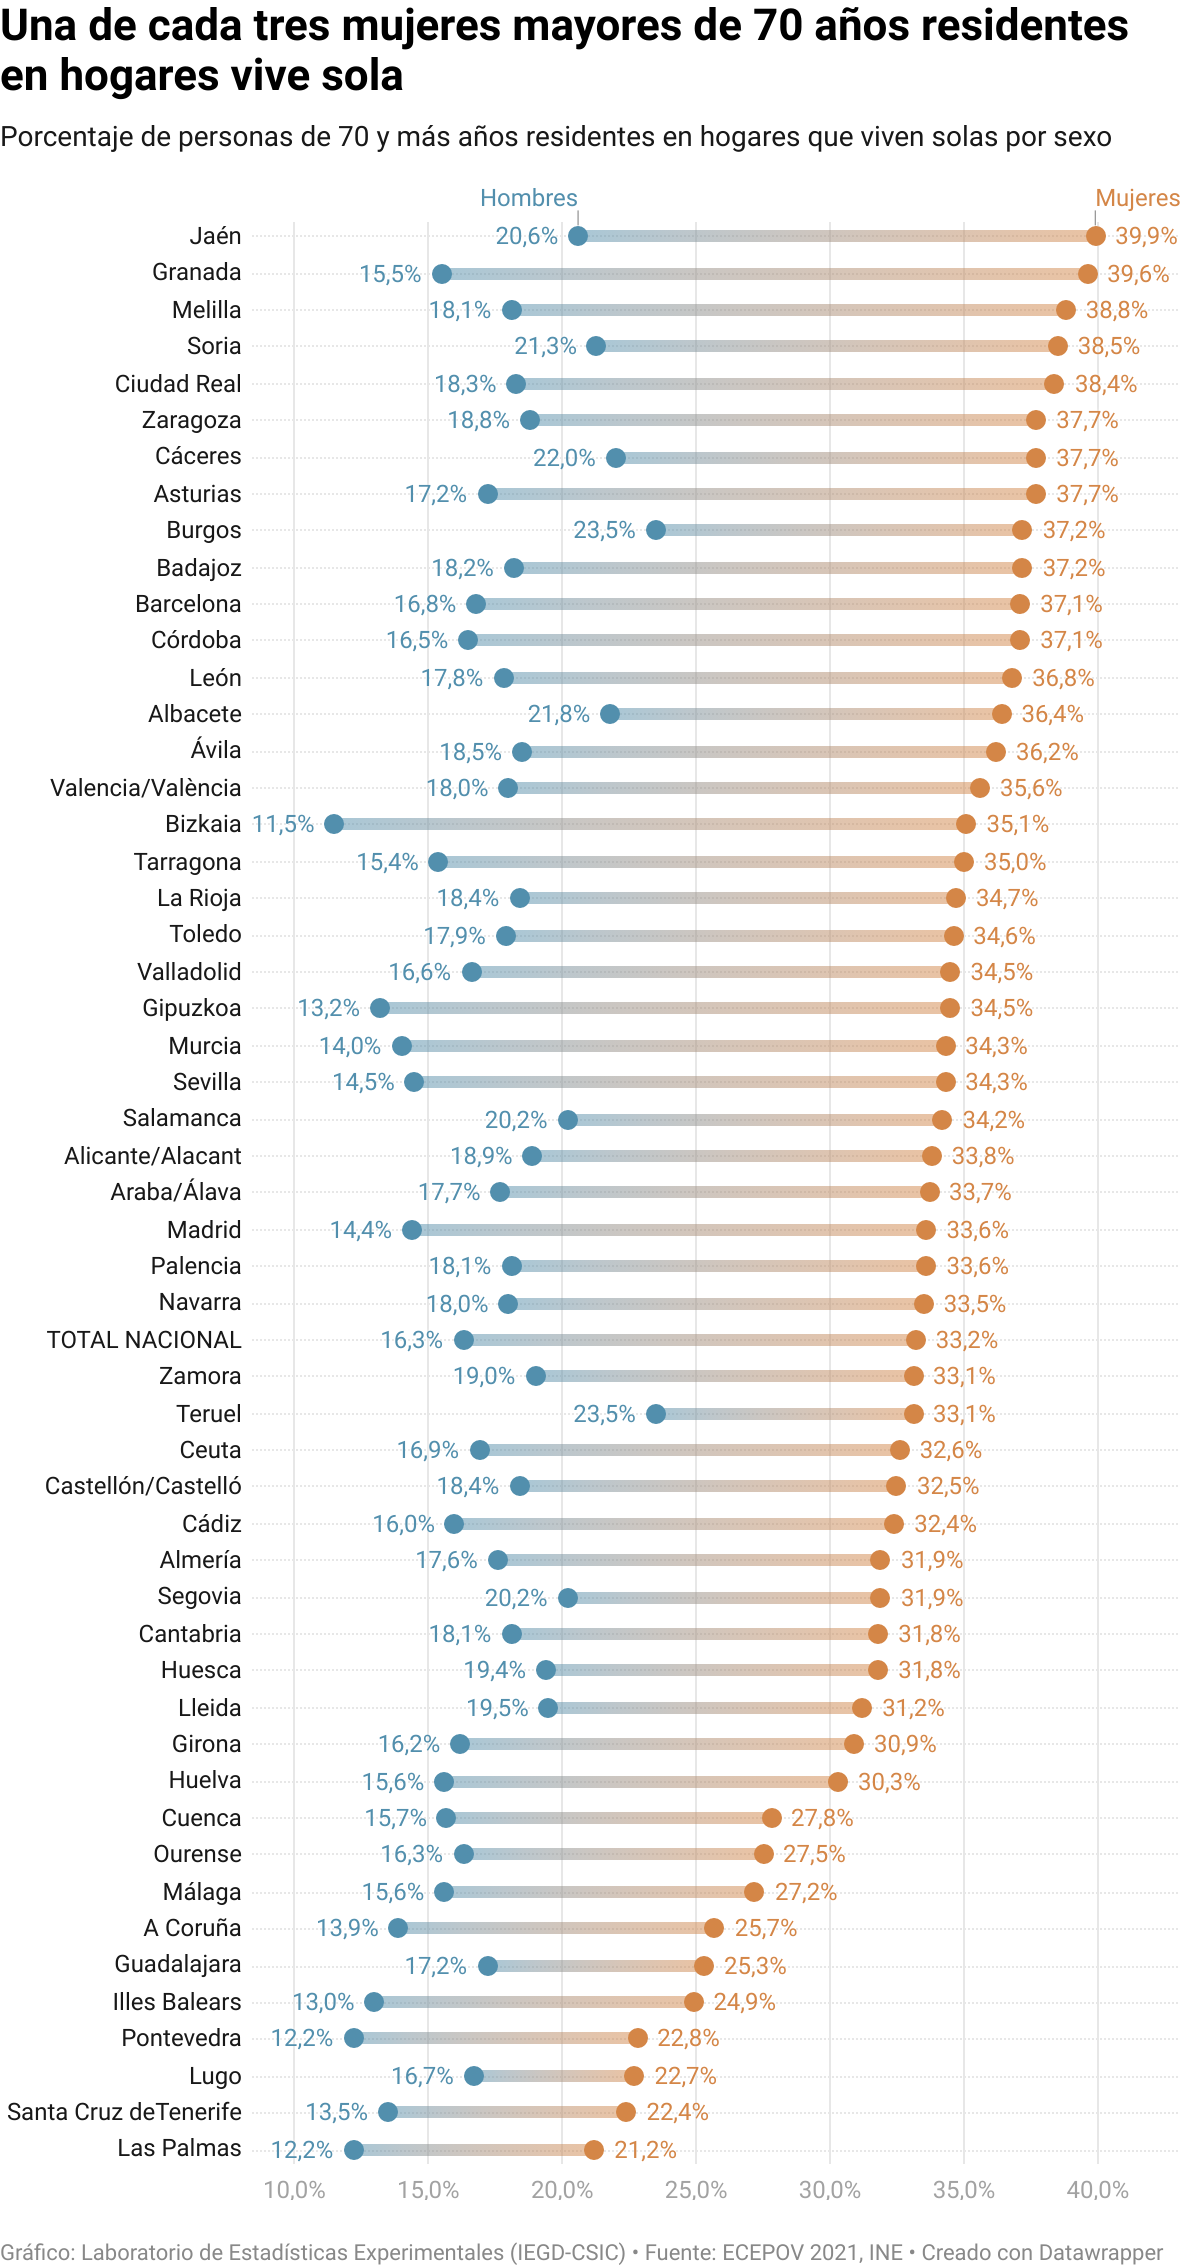 Una de cada tres mujeres mayores de 70 años residentes
en hogares vive sola
Porcentaje de personas de 70 y más años residentes en hogares que viven solas por sexo
Hombres Mujeres
Jaén 20,6% 39,9%
Granada 15,5% 39,6%
Melilla 18,1% 38,8%
Soria 21,3% 38,5%
Ciudad Real 18,3% 38,4%
Zaragoza 18,8% 37,7%
Cáceres 22,0% 37,7%
Asturias 17,2% 37,7%
Burgos 23,5% 37,2%
Badajoz 18,2% 37,2%
Barcelona 16,8% 37,1%
Córdoba 16,5% 37,1%
León 17,8% 36,8%
Albacete 21,8% 36,4%
Ávila 18,5% 36,2%
Valencia/València 18,0% 35,6%
Bizkaia 11,5% 35,1%
Tarragona 15,4% 35,0%
La Rioja 18,4% 34,7%
Toledo 17,9% 34,6%
Valladolid 16,6% 34,5%
Gipuzkoa 13,2% 34,5%
Murcia 14,0% 34,3%
Sevilla 14,5% 34,3%
Salamanca 20,2% 34,2%
Alicante/Alacant 18,9% 33,8%
Araba/Álava 17,7% 33,7%
Madrid 14,4% 33,6%
Palencia 18,1% 33,6%
Navarra 18,0% 33,5%
TOTAL NACIONAL 16,3% 33,2%
Zamora 19,0% 33,1%
Teruel 23,5% 33,1%
Ceuta 16,9% 32,6%
Castellón/Castelló 18,4% 32,5%
Cádiz 16,0% 32,4%
Almería 17,6% 31,9%
Segovia 20,2% 31,9%
Cantabria 18,1% 31,8%
Huesca 19,4% 31,8%
Lleida 19,5% 31,2%
Girona 16,2% 30,9%
Huelva 15,6% 30,3%
Cuenca 15,7% 27,8%
Ourense 16,3% 27,5%
Málaga 15,6% 27,2%
A Coruña 13,9% 25,7%
Guadalajara 17,2% 25,3%
Illes Balears 13,0% 24,9%
Pontevedra 12,2% 22,8%
Lugo 16,7% 22,7%
Santa Cruz deTenerife 13,5% 22,4%
Las Palmas 12,2% 21,2%
10,0% 15,0% 20,0% 25,0% 30,0% 35,0% 40,0%
Gráfico: Laboratorio de Estadísticas Experimentales (IEGD-CSIC) • Fuente: ECEPOV 2021, INE • Creado con Datawrapper